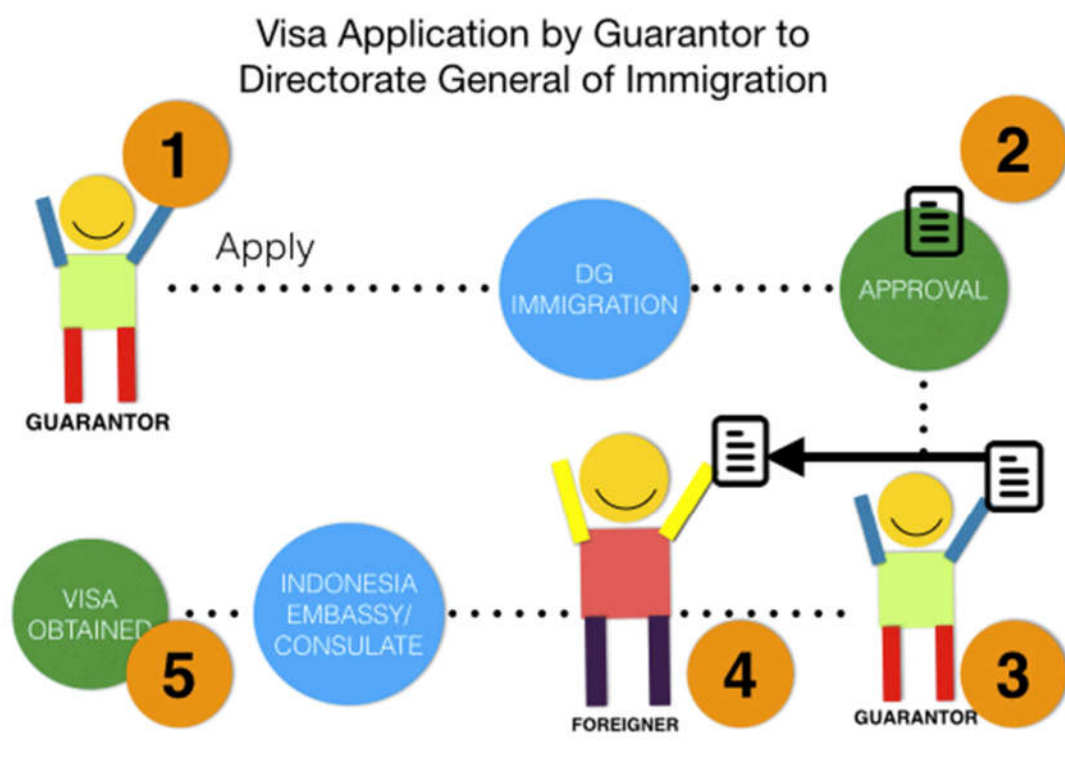 Visa Application by Guarantor to
Directorate General of Immigration
1
2
Apply
DG
IMMIGRATION
APPROVAL
GUARANTOR
VISA
OBTAINED
5
INDONESIA
EMBASSY/
CONSULATE
FOREIGNER
4
GUARANTOR
3